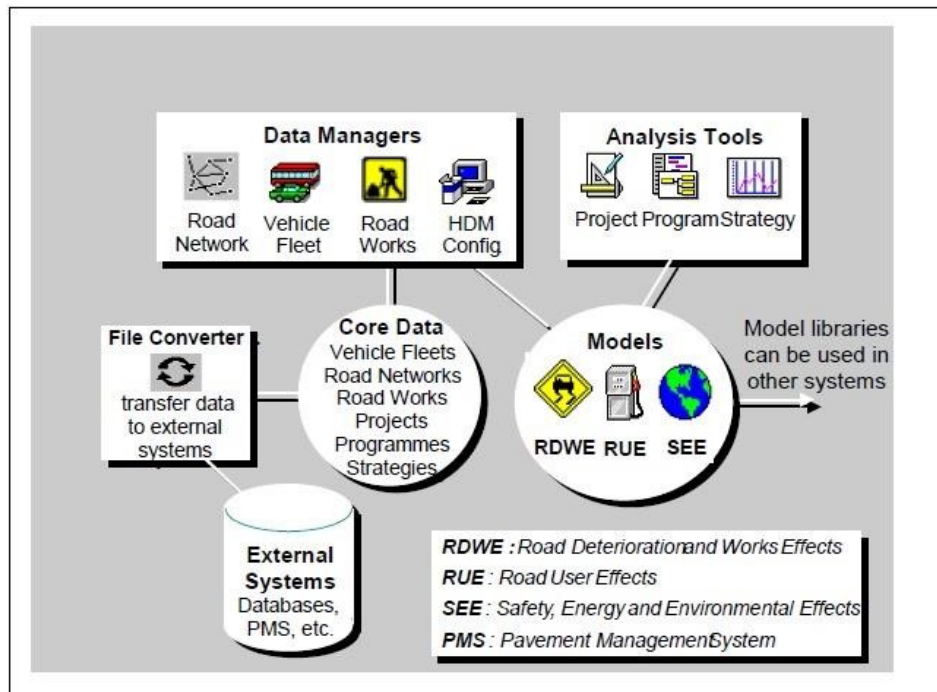 Data Managers
Road
Network
Vehicle
Fleet
Road
Works
HDM
Config
Analysis Tools
Project
Program
Strategy
File Converter
transfer data
to external
systems
Core Data
Vehicle Fleets
Road Networks
Road Works
Projects
Programmes
Strategies
Models
RDWE
RUE
SEE
Model libraries
can be used in
other systems
External
Systems
Databases,
PMS, etc.
RDWE : Road Deteriorationand Works Effects
RUE : Road User Effects
SEE : Safety, Energy and Environmental Effects
PMS : Pavement ManagementSystem